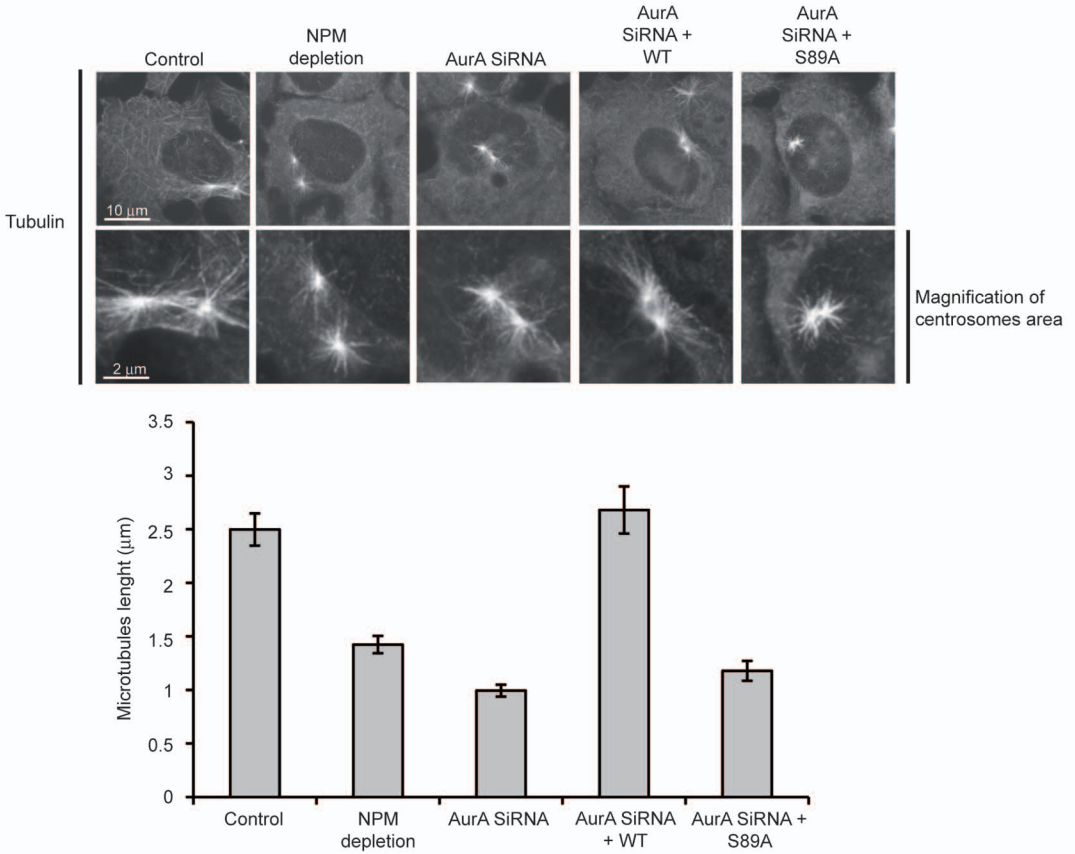 Control
NPM
depletion
AurA SiRNA
AurA
SiRNA +
WT
AurA
SiRNA +
S89A
Tubulin
10 μm
2 μm
Magnification of
centrosomes area
Microtubules lenght (μm)
3.5
3
2.5
2
1.5
1
0.5
0
Control
NPM
depletion
AurA SiRNA
AurA SiRNA
+ WT
AurA SiRNA +
S89A